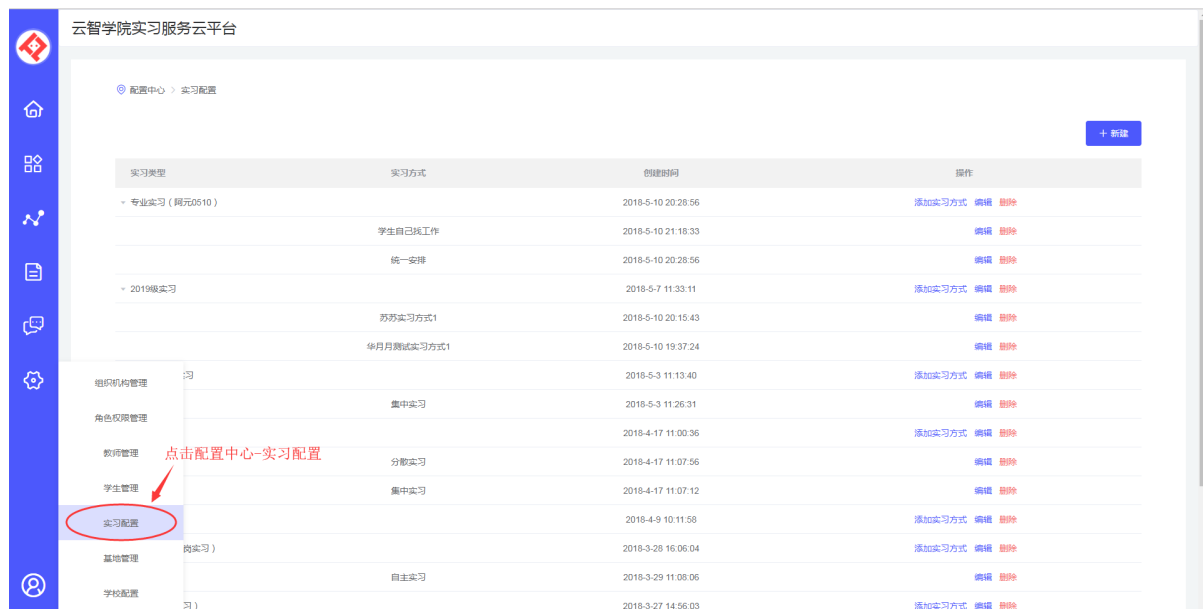 云智学院实习服务云平台
配置中心 > 实习配置
+ 新建
实习类型 实习方式 创建时间 操作
专业实习(阿元0510) 2018-5-10 20:28:56 添加实习方式 编辑 删除
学生自己找工作 2018-5-10 21:18:33 编辑 删除
统一安排 2018-5-10 20:28:56 编辑 删除
2019级实习 2018-5-7 11:33:11 添加实习方式 编辑 删除
苏苏实习方式1 2018-5-10 20:15:43 编辑 删除
华月月测试实习方式1 2018-5-10 19:37:24 编辑 删除
组织机构管理 习 2018-5-3 11:13:40 添加实习方式 编辑 删除
集中实习 2018-5-3 11:26:31 编辑 删除
角色权限管理
2018-4-17 11:00:36 添加实习方式 编辑 删除
教师管理 点击配置中心-实习配置 分散实习 2018-4-17 11:07:56 编辑 删除
学生管理 集中实习 2018-4-17 11:07:12 编辑 删除
实习配置 2018-4-9 10:11:58 添加实习方式 编辑 删除
基地管理 岗实习) 2018-3-28 16:06:04 添加实习方式 编辑 删除
自主实习 2018-3-29 11:08:06 编辑 删除
学校配置
习) 2018-3-27 14:56:03 添加实习方式 编辑 删除